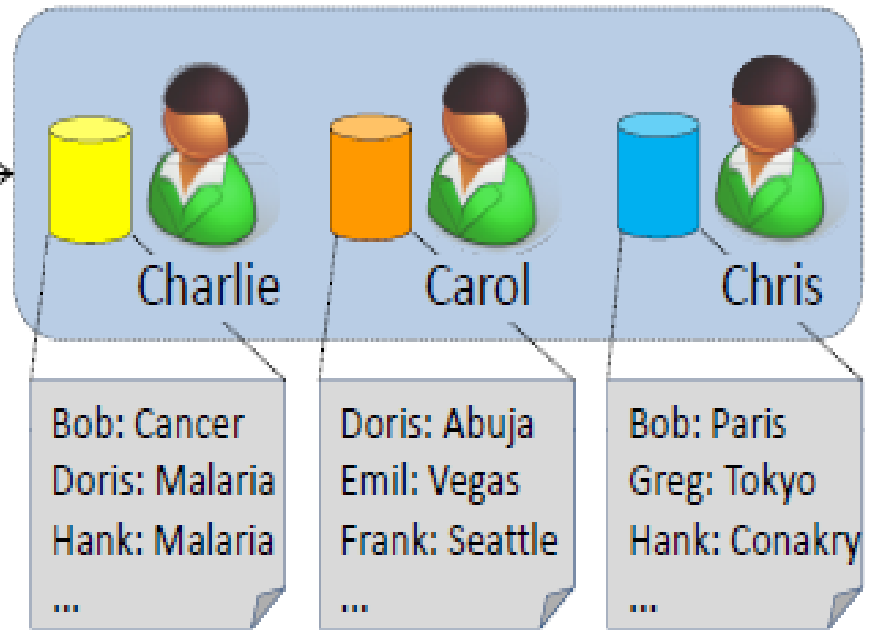 Charlie
Carol
Chris
Bob: Cancer
Doris: Malaria
Hank: Malaria
...
Doris: Abuja
Emil: Vegas
Frank: Seattle
...
Bob: Paris
Greg: Tokyo
Hank: Conakry
...